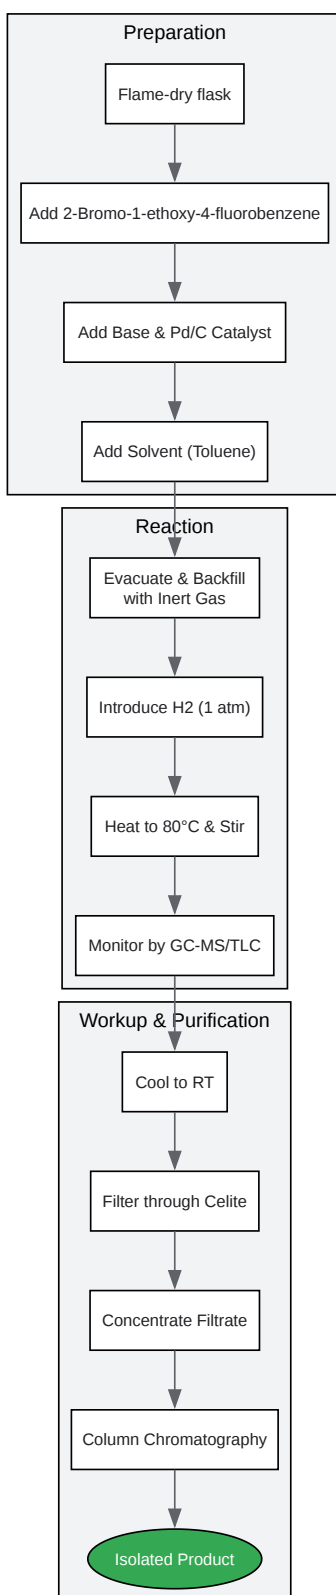 Preparation
Flame-dry flask
Add 2-Bromo-1-ethoxy-4-fluorobenzene
Add Base & Pd/C Catalyst
Add Solvent (Toluene)
Reaction
Evacuate & Backfill
with Inert Gas
Introduce H2 (1 atm)
Heat to 80°C & Stir
Monitor by GC-MS/TLC
Workup & Purification
Cool to RT
Filter through Celite
Concentrate Filtrate
Column Chromatography
Isolated Product